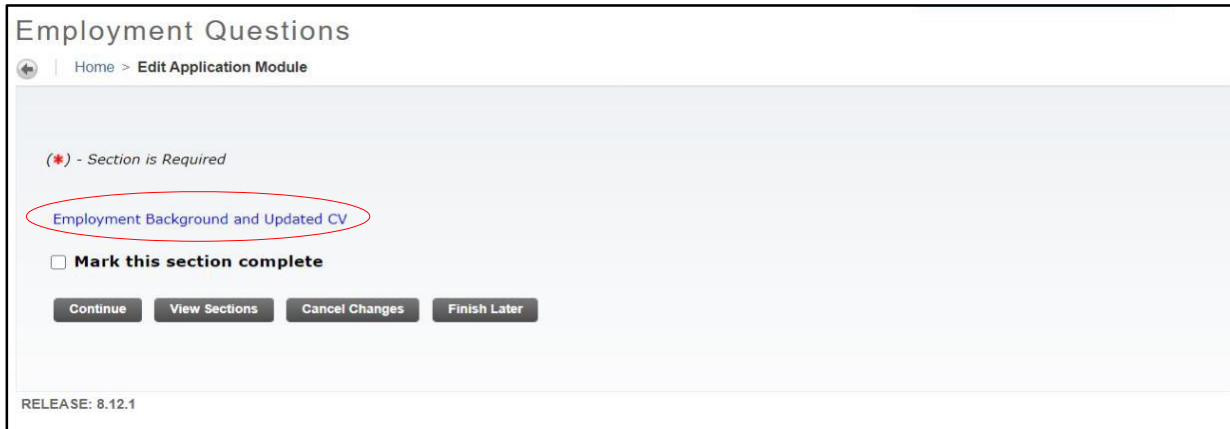 Employment Questions
Home > Edit Application Module
(*) - Section is Required
Employment Background and Updated CV
Mark this section complete
Continue View Sections Cancel Changes Finish Later
RELEASE: 8.12.1